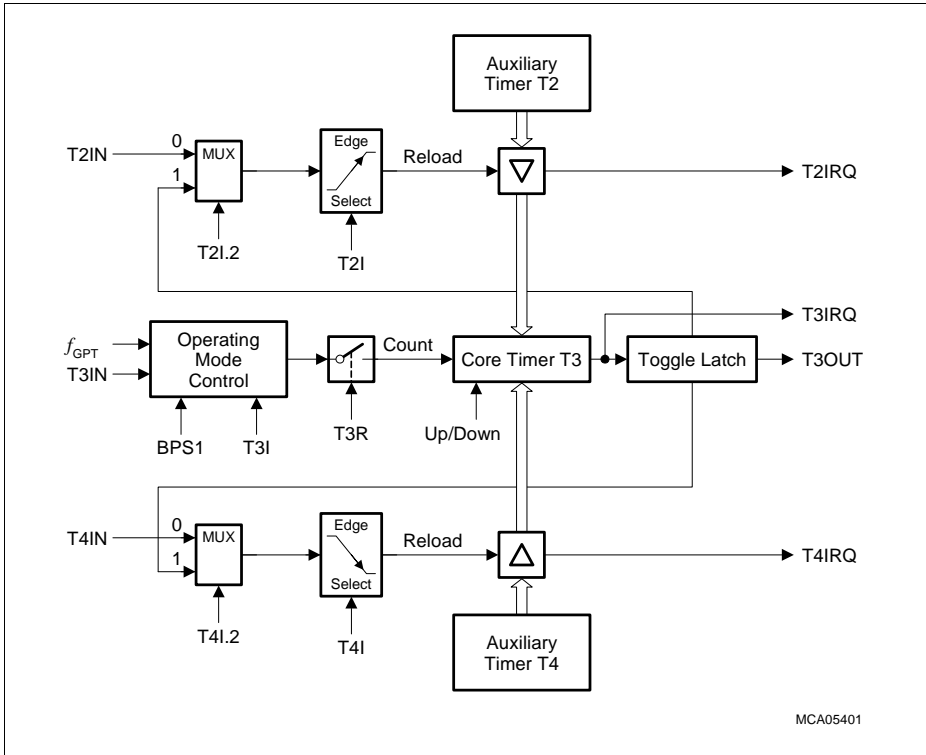 Auxiliary
Timer T2
T2IN
0
1
MUX
Edge
Select
Reload
T2IRQ
T2I.2
T2I
T3IRQ
fGPT
T3IN
Operating
Mode
Control
Count
Core Timer T3
Toggle Latch
T3OUT
BPS1
T3I
T3R
Up/Down
T4IN
0
1
MUX
Edge
Select
Reload
T4IRQ
T4I.2
T4I
Auxiliary
Timer T4
MCA05401